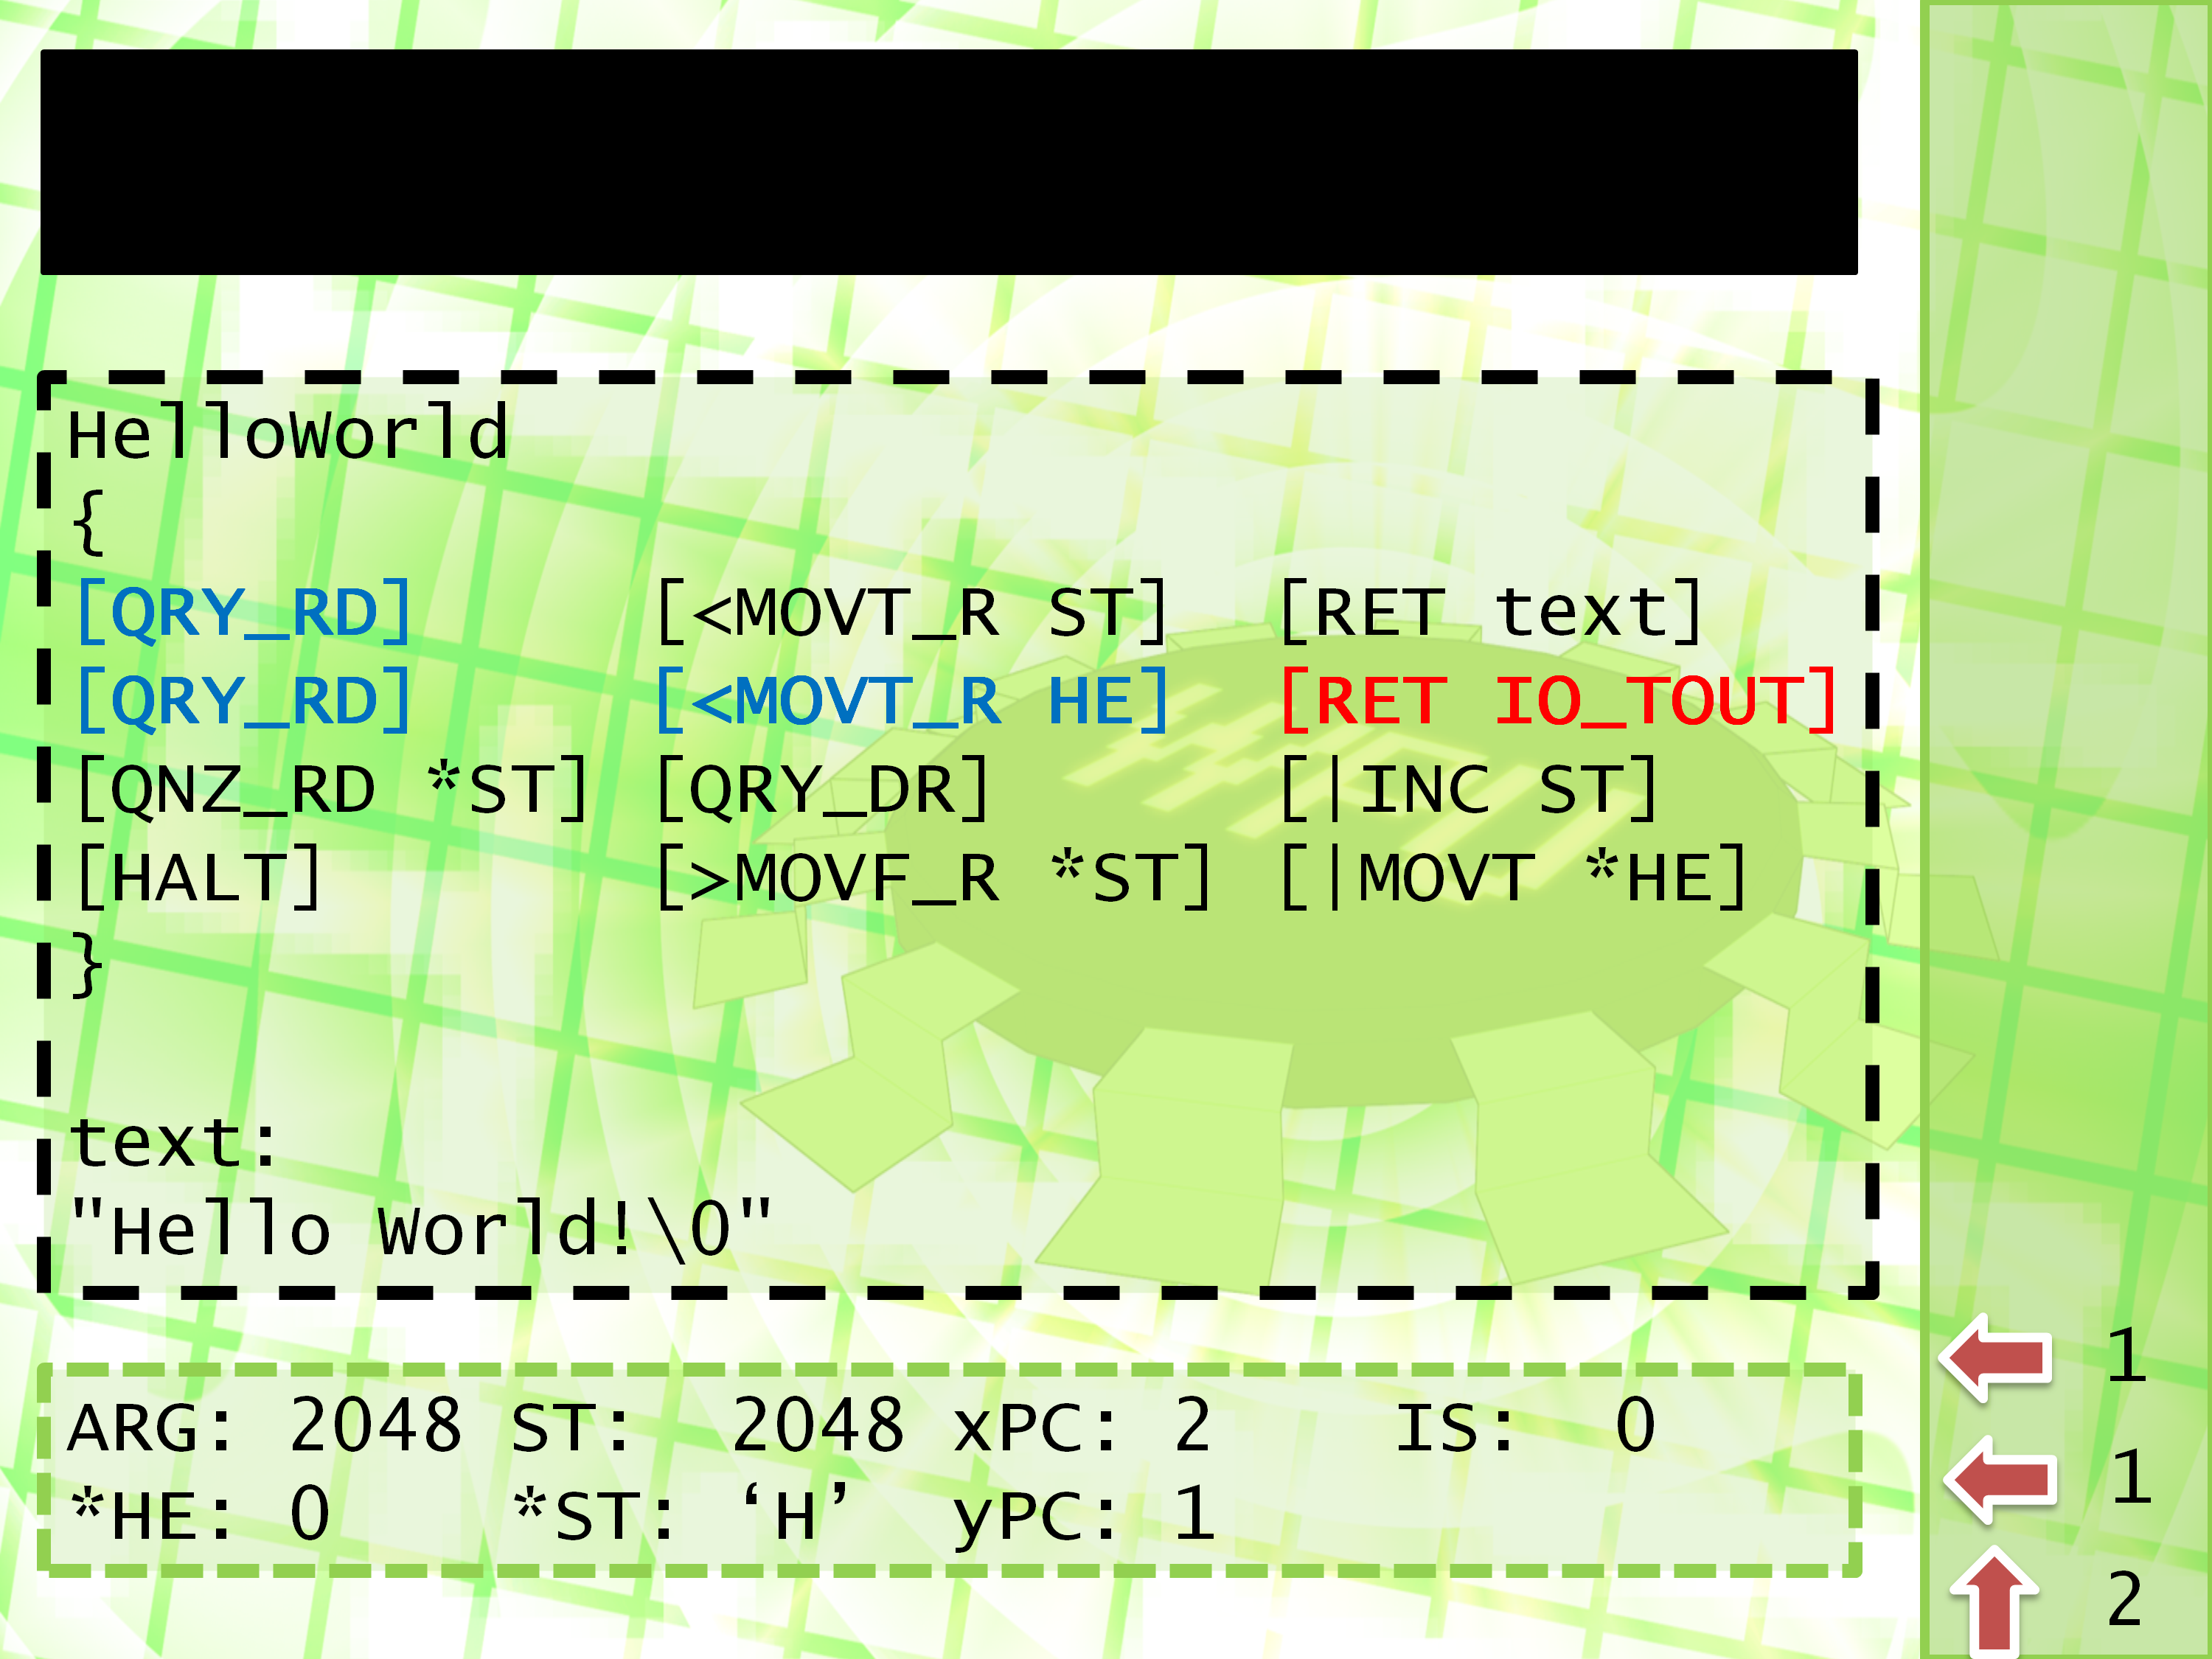 HelloWorld
{
[QRY_RD] [<MOVT_R ST] [RET text]
[QRY_RD] [<MOVT_R HE] [RET IO_TOUT]
[QNZ_RD *ST] [QRY_DR] [|INC ST]
[HALT] [>MOVF_R *ST] [|MOVT *HE]
}
text:
"Hello World!\0"
ARG: 2048 ST: 2048 xPC: 2 IS: 0
*HE: 0 *ST: ‘H’ yPC: 1
1
1
2